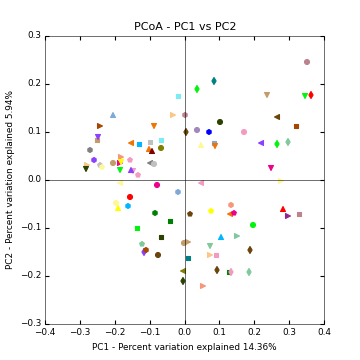 PCoA - PC1 vs PC2
0.3
0.2
0.1
0.0
−0.1
−0.2
−0.3
−0.4 −0.3 −0.2 −0.1 0.0 0.1 0.2 0.3 0.4
PC2 - Percent variation explained 5.94%
PC1 - Percent variation explained 14.36%